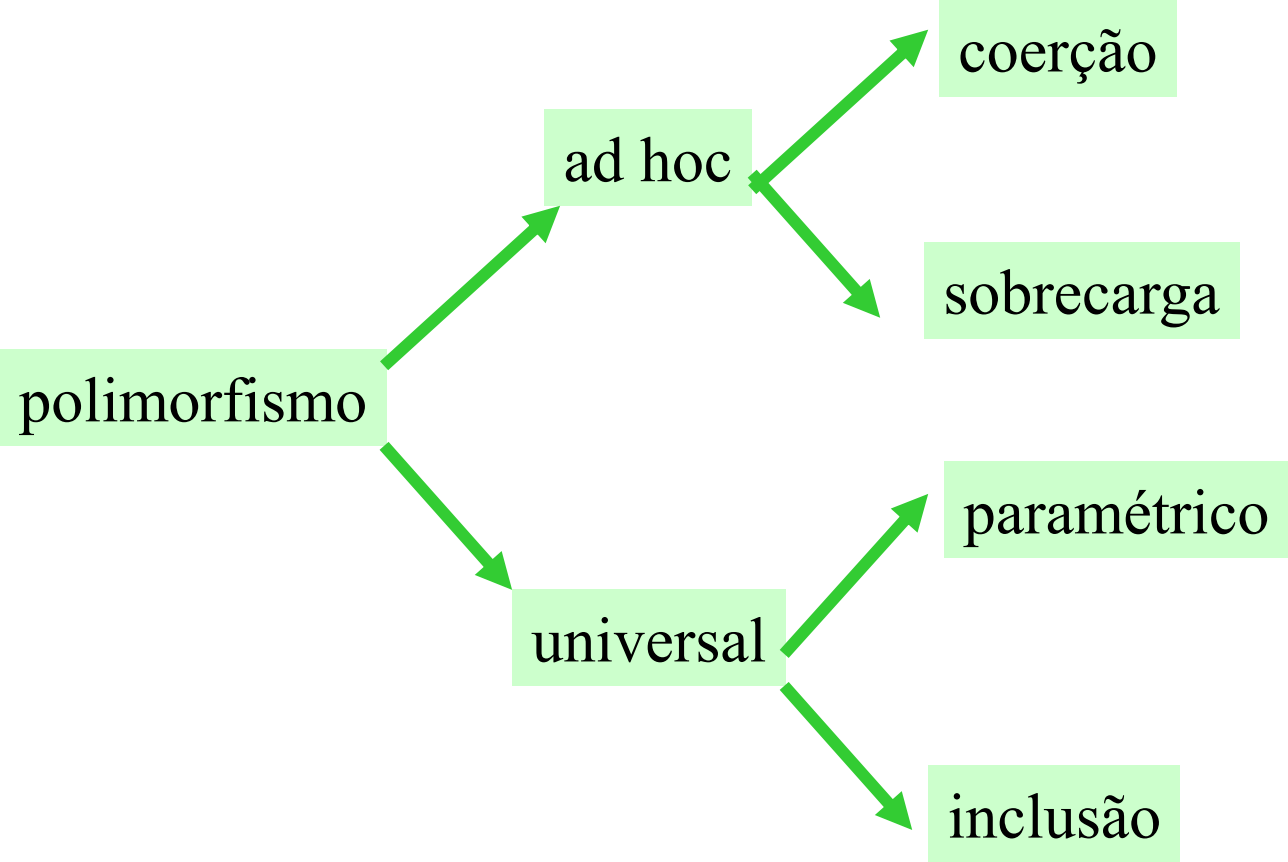 coerção
ad hoc
sobrecarga
polimorfismo
paramétrico
universal
inclusão